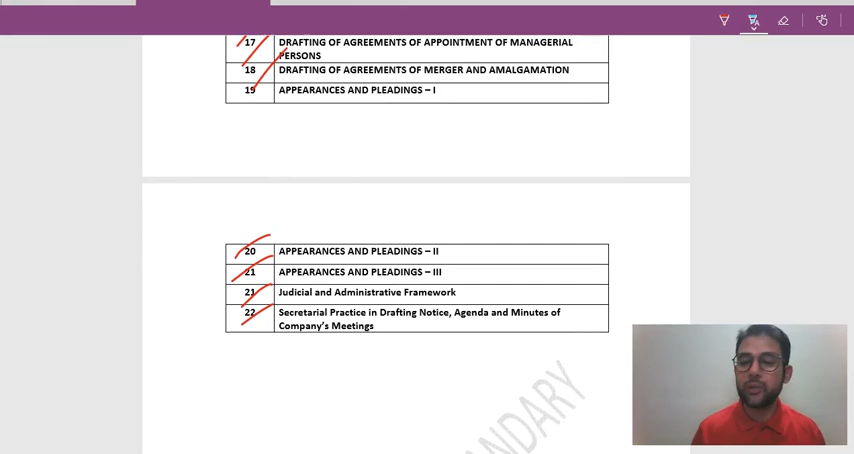 17 DRAFTING OF AGREEMENTS OF APPOINTMENT OF MANAGERIAL
PERSONS
18 DRAFTING OF AGREEMENTS OF MERGER AND AMALGAMATION
19 APPEARANCES AND PLEADINGS – I
20 APPEARANCES AND PLEADINGS – II
21 APPEARANCES AND PLEADINGS – III
21 Judicial and Administrative Framework
22 Secretarial Practice in Drafting Notice, Agenda and Minutes of
Company's Meetings